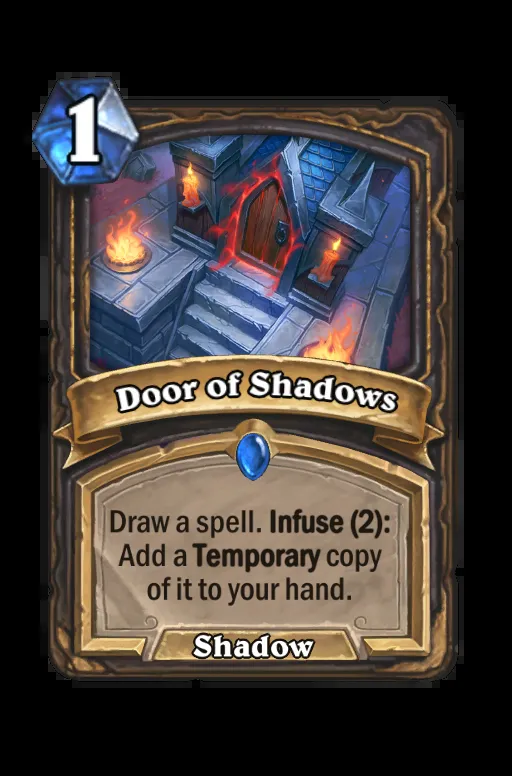 1
Door of Shadows
Draw a spell. Infuse (2):
Add a Temporary copy
of it to your hand.
Shadow